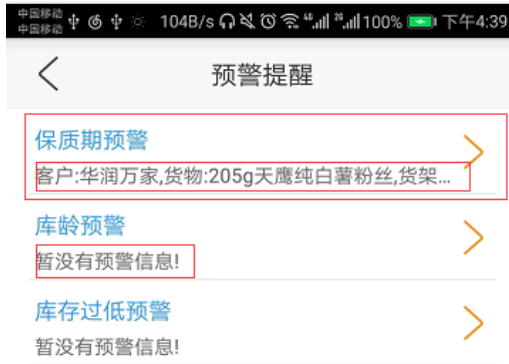 中国移动
中国移动
104B/s 4G 2G 100% 下午4:39
预警提醒
保质期预警
客户:华润万家,货物:205g天鹰纯白薯粉丝,货架...
库龄预警
暂没有预警信息!
库存过低预警
暂没有预警信息!